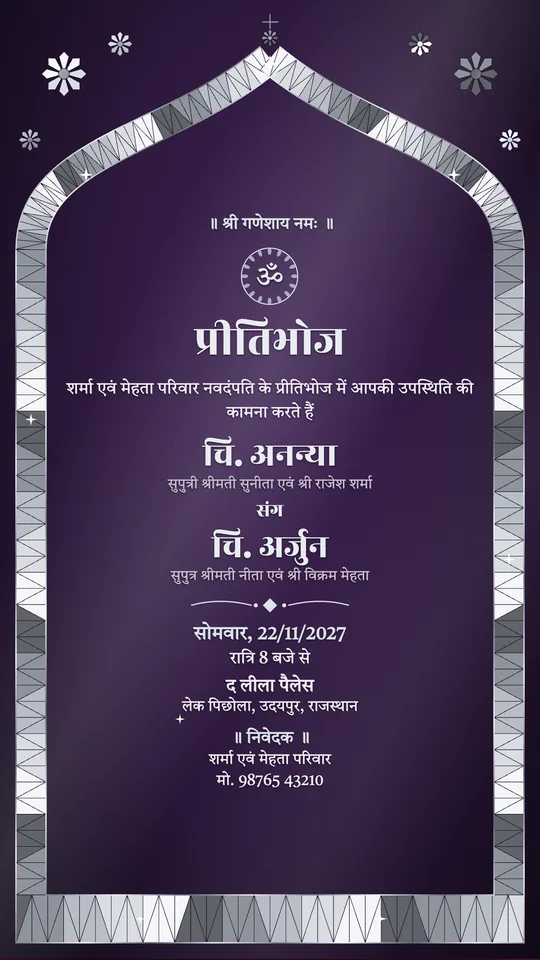 ॥ श्री गणेशाय नमः ॥
ॐ
प्रीतिभोज
शर्मा एवं मेहता परिवार नवदंपति के प्रीतिभोज में आपकी उपस्थिति की
कामना करते हैं
चि. अनन्या
सुपुत्री श्रीमती सुनीता एवं श्री राजेश शर्मा
संग
चि. अर्जुन
सुपुत्र श्रीमती नीता एवं श्री विक्रम मेहता
सोमवार, 22/11/2027
रात्रि 8 बजे से
द लीला पैलेस
लेक पिछोला, उदयपुर, राजस्थान
॥ निवेदक ॥
शर्मा एवं मेहता परिवार
मो. 98765 43210